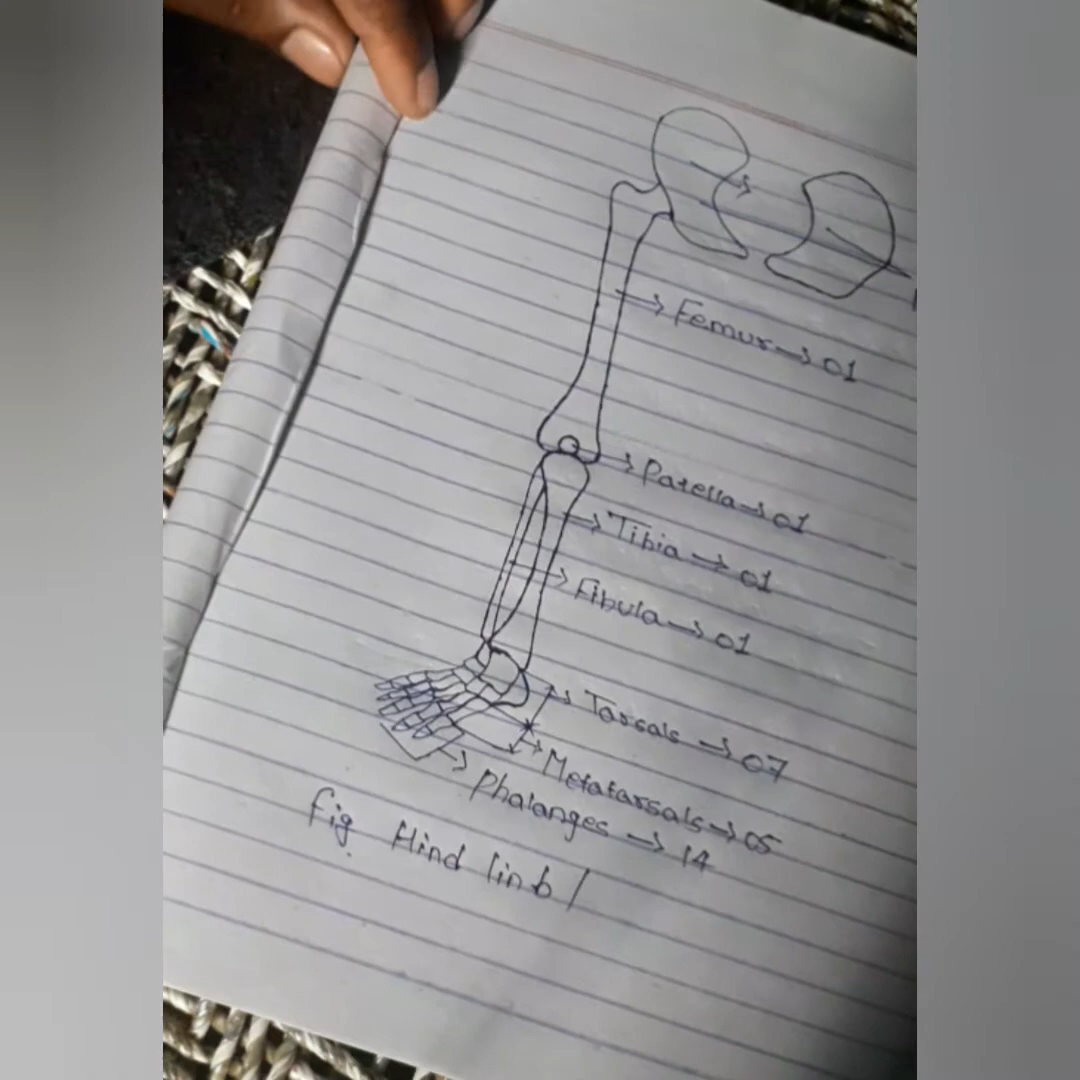 Femur → 01
Patella → 01
Tibia → 01
Fibula → 01
Tarsals → 07
Metatarsals → 05
Phalanges → 14
fig. Hind limb /